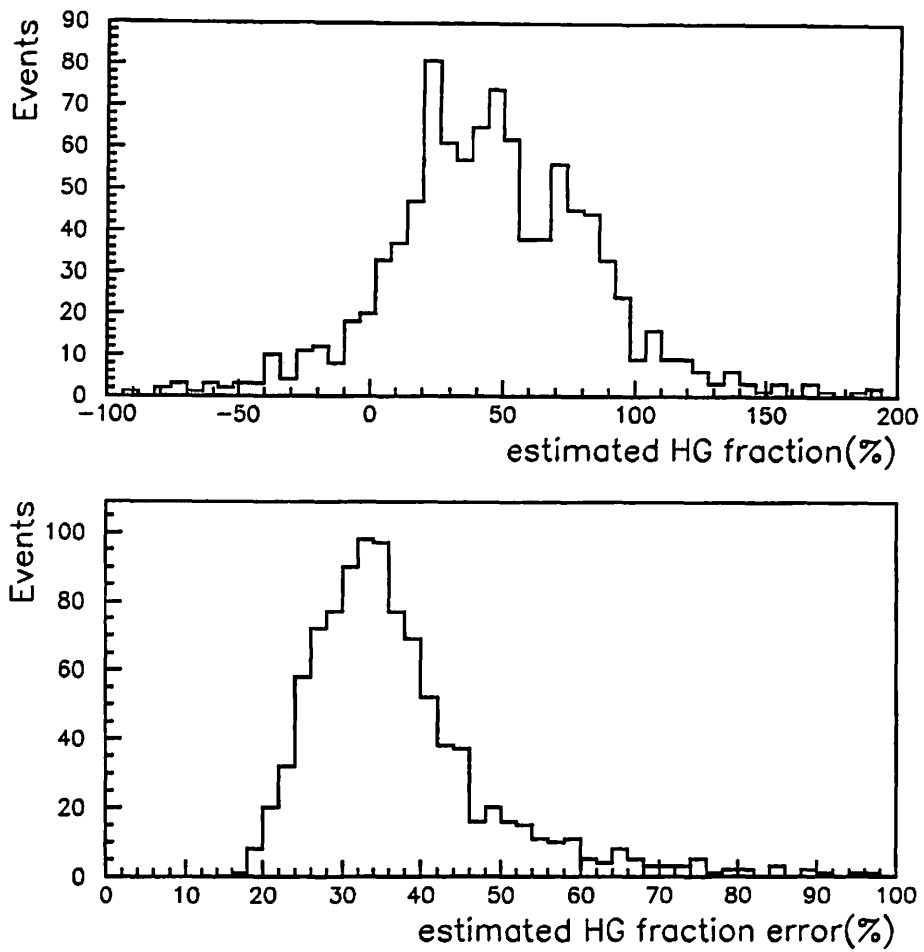 Events
90
80
70
60
50
40
30
20
10
0
-100 -50 0 50 100 150 200
estimated HG fraction(%)
Events
100
80
60
40
20
0
0 10 20 30 40 50 60 70 80 90 100
estimated HG fraction error(%)